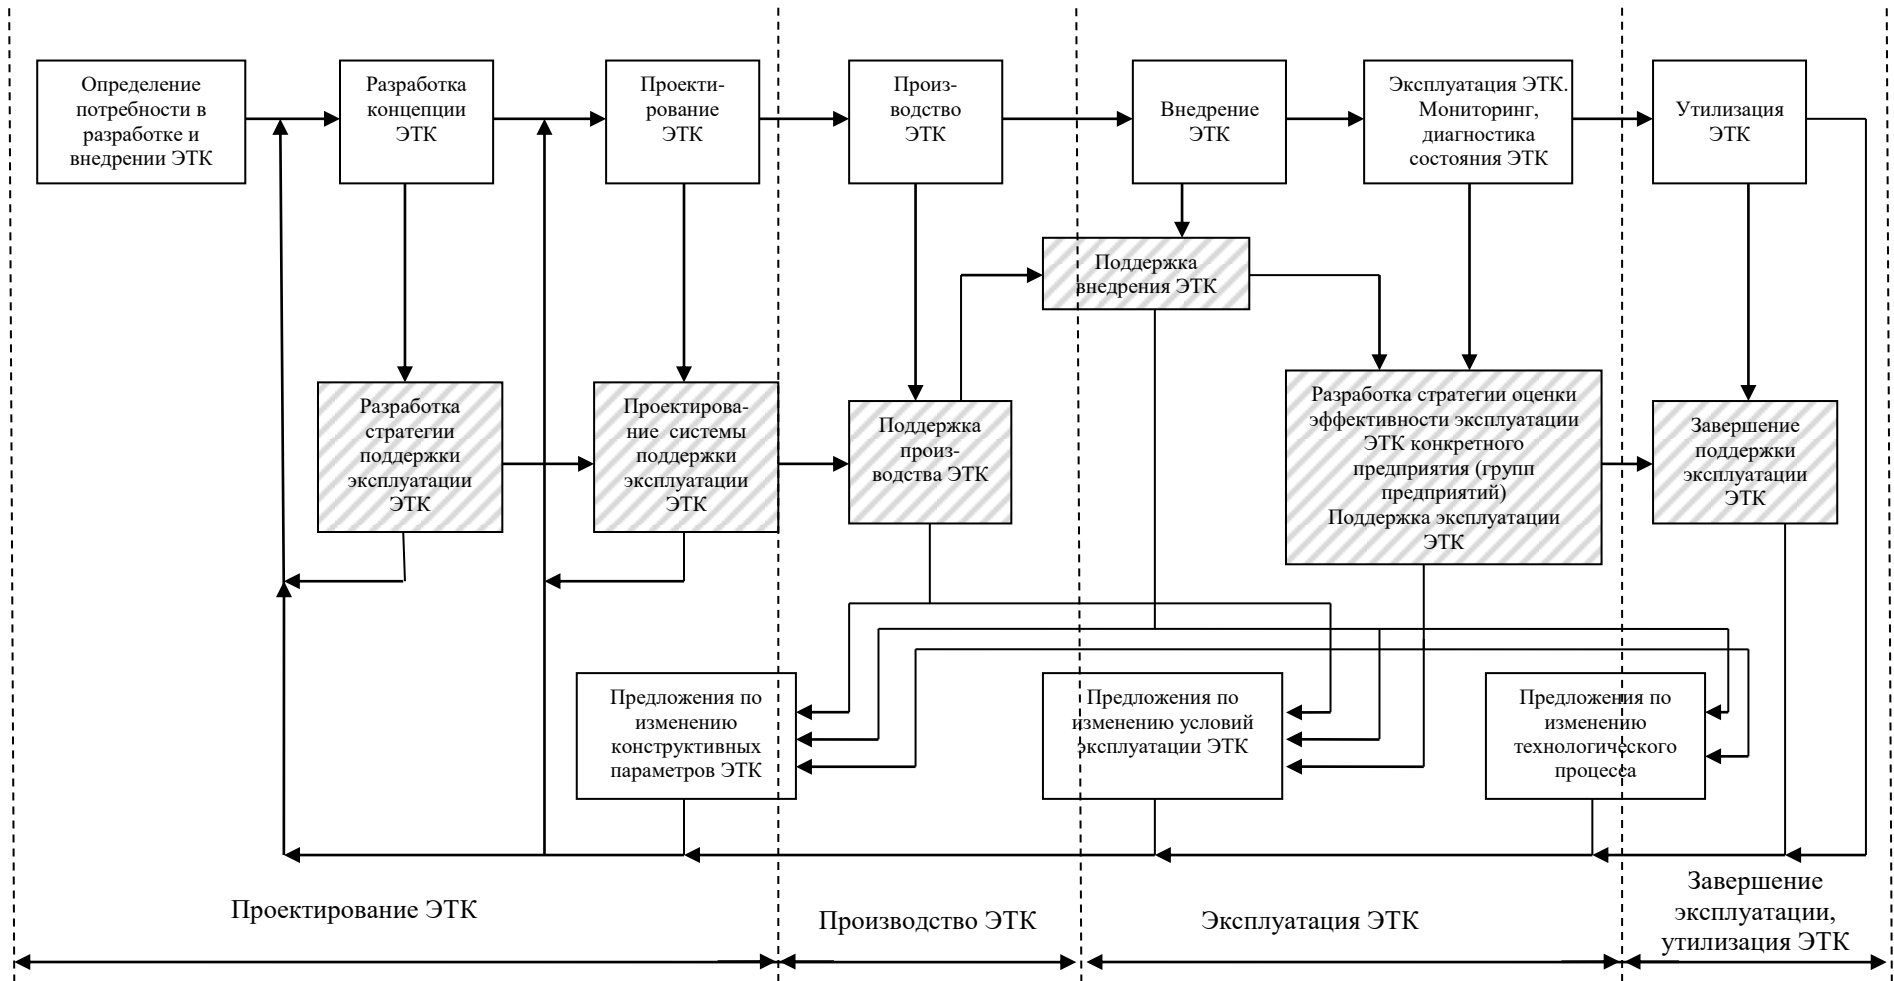 Определение
потребности в
разработке и
внедрении ЭТК
Разработка
концепции
ЭТК
Проекти-
рование
ЭТК
Произ-
водство
ЭТК
Внедрение
ЭТК
Эксплуатация ЭТК.
Мониторинг,
диагностика
состояния ЭТК
Утилизация
ЭТК
Поддержка
внедрения ЭТК
Разработка
стратегии
поддержки
эксплуатации
ЭТК
Проектирова-
ние системы
поддержки
эксплуатации
ЭТК
Поддержка
произ-
водства ЭТК
Разработка стратегии оценки
эффективности эксплуатации
ЭТК конкретного
предприятия (групп
предприятий)
Поддержка эксплуатации
ЭТК
Завершение
поддержки
эксплуатации
ЭТК
Предложения по
изменению
конструктивных
параметров ЭТК
Предложения по
изменению условий
эксплуатации ЭТК
Предложения по
изменению
технологического
процесса
Проектирование ЭТК
Производство ЭТК
Эксплуатация ЭТК
Завершение
эксплуатации,
утилизация ЭТК